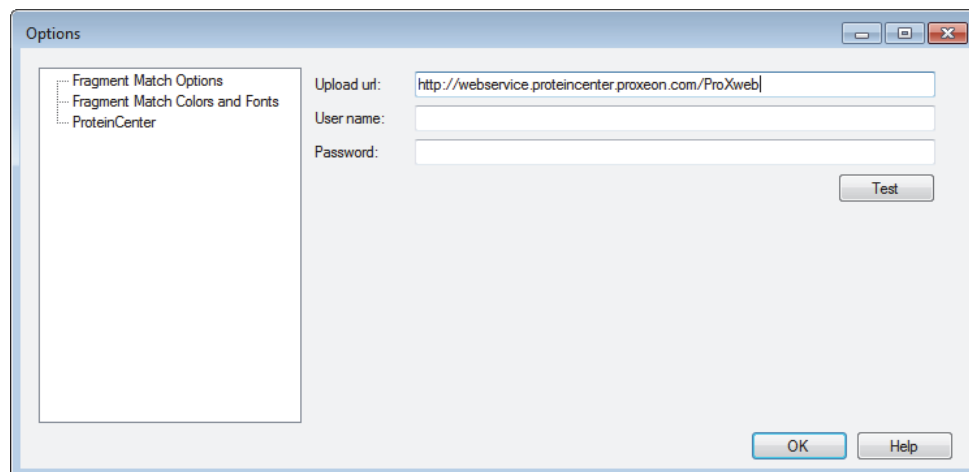 Options
Fragment Match Options
Fragment Match Colors and Fonts
ProteinCenter
Upload url:
http://webservice.proteincenter.proxeon.com/ProXweb
User name:
Password:
Test
OK
Help